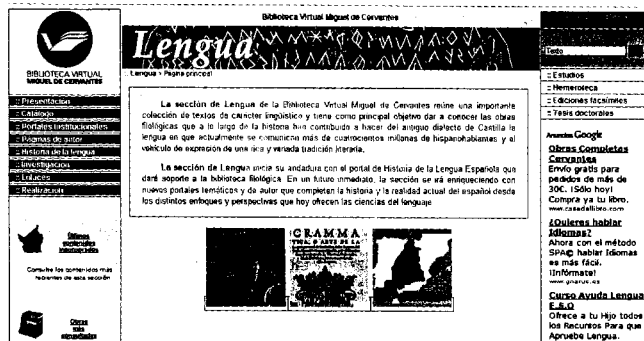 Biblioteca Virtual Miguel de Cervantes
Lengua
BIBLIOTECA VIRTUAL
MIGUEL DE CERVANTES
:: Lengua > Página principal
Texto
:: Presentación
:: Catálogo
:: Portales institucionales
:: Páginas de autor
:: Historia de la lengua
:: Investigación
:: Enlaces
:: Realización
Últimos
contenidos
incorporados
Consulte los contenidos más
recientes de esta sección
Obras
más
La sección de Lengua de la Biblioteca Virtual Miguel de Cervantes reúne una importante
colección de textos de carácter lingüístico y tiene como principal objetivo dar a conocer las obras
filológicas que a lo largo de la historia han contribuido a hacer del antiguo dialecto de Castilla la
lengua en que actualmente se comunican más de cuatrocientos millones de hispanohablantes y el
vehículo de expresión de una rica y variada tradición literaria.
La sección de Lengua inicia su andadura con el portal de Historia de la Lengua Española que
dará soporte a la biblioteca filológica. En un futuro inmediato, la sección se irá enriqueciendo con
nuevos portales temáticos y de autor que completen la historia y la realidad actual del español desde
los distintos enfoques y perspectivas que hoy ofrecen las ciencias del lenguaje
GRAMMA
:: Estudios
:: Hemeroteca
:: Ediciones facsímiles
:: Tesis doctorales
Anuncios Google
Obras Completas
Cervantes
Envío gratis para
pedidos de más de
30€. ¡Sólo hoy!
Compra ya tu libro.
www.casadellibro.com
¿Quieres hablar
Idiomas?
Ahora con el método
SPA© hablar Idiomas
es más fácil.
¡Infórmate!
Curso Ayuda Lengua
E.S.O
Ofrece a tu Hijo todos
los Recursos Para que
Apruebe Lengua.